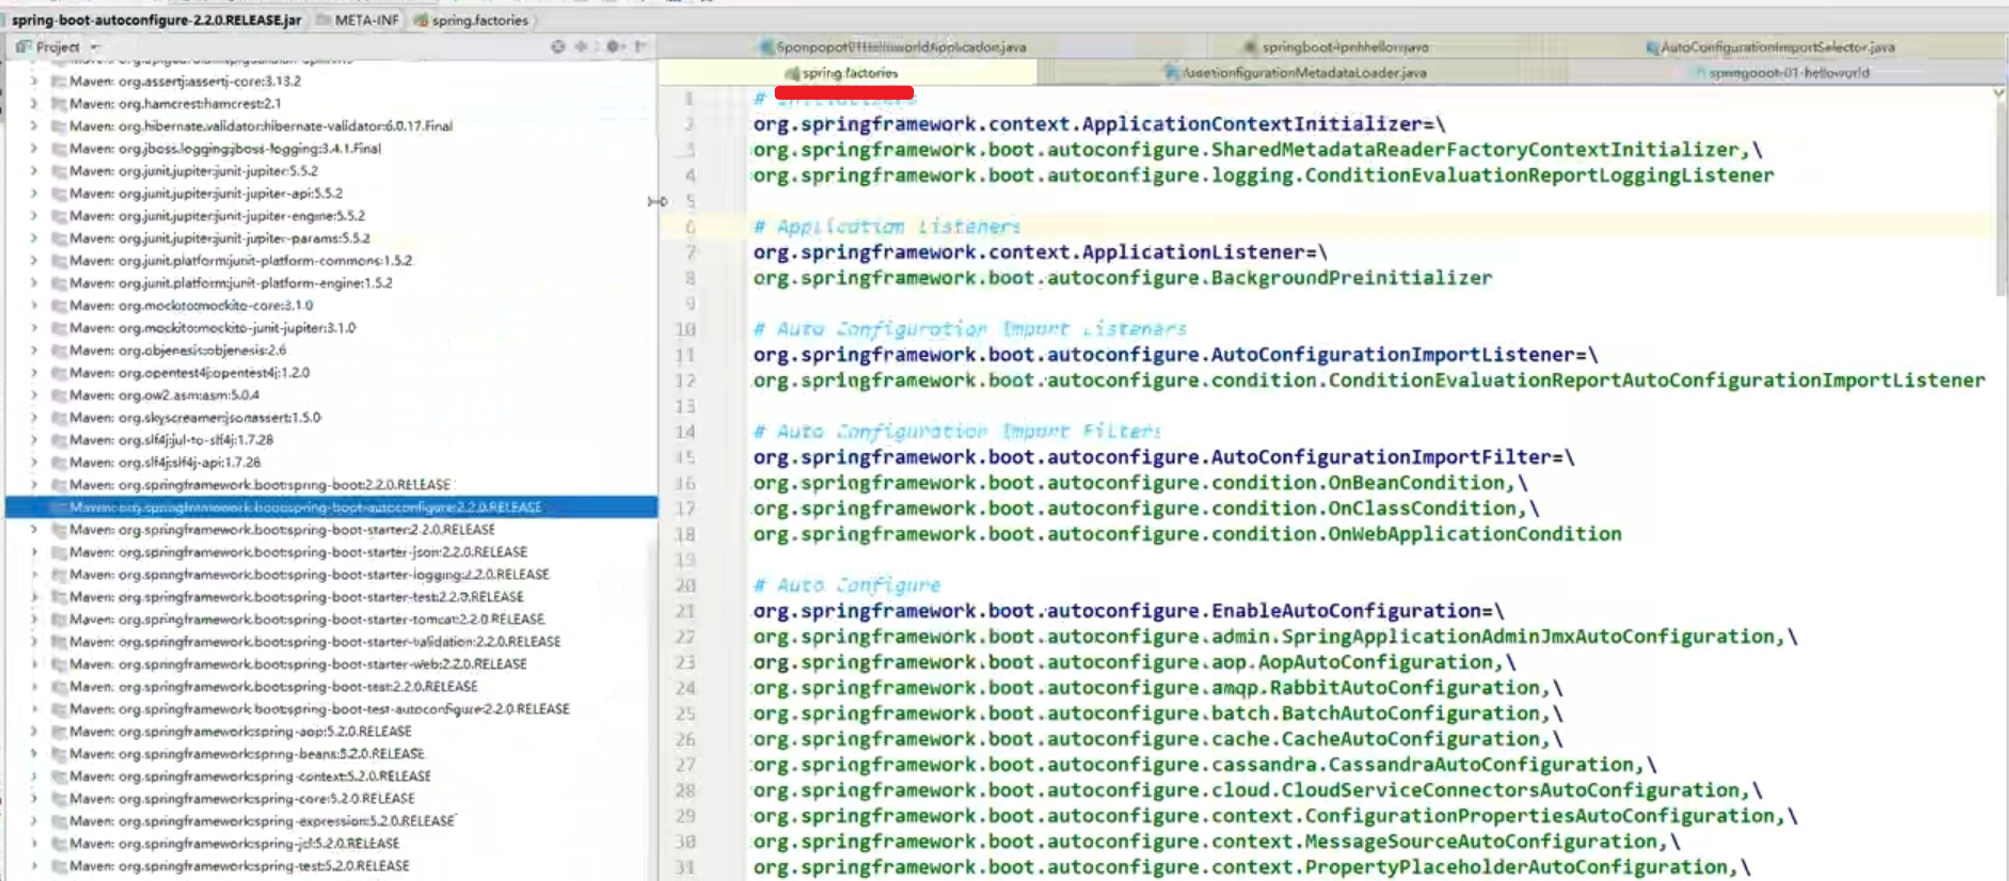 spring-boot-autoconfigure-2.2.0.RELEASE.jar META-INF spring.factories
Project
AutoConfigurationImportSelector.java
spring.factories
Maven: org.assertj:assertj-core:3.13.2
Maven: org.hamcrest:hamcrest:2.1
Maven: org.hibernate.validator:hibernate-validator:6.0.17.Final
Maven: org.jboss.logging:jboss-logging:3.4.1.Final
Maven: org.junit.jupiter:junit-jupiter:5.5.2
Maven: org.junit.jupiter:junit-jupiter-api:5.5.2
Maven: org.junit.jupiter:junit-jupiter-engine:5.5.2
Maven: org.junit.jupiter:junit-jupiter-params:5.5.2
Maven: org.junit.platform:junit-platform-commons:1.5.2
Maven: org.junit.platform:junit-platform-engine:1.5.2
Maven: org.mockito:mockito-core:3.1.0
Maven: org.mockito:mockito-junit-jupiter:3.1.0
Maven: org.objenesis:objenesis:2.6
Maven: org.opentest4j:opentest4j:1.2.0
Maven: org.ow2.asm:asm:5.0.4
Maven: org.skyscreamer:jsonassert:1.5.0
Maven: org.slf4j:jul-to-slf4j:1.7.28
Maven: org.slf4j:slf4j-api:1.7.28
Maven: org.springframework.boot:spring-boot:2.2.0.RELEASE
Maven: org.springframework.boot:spring-boot-autoconfigure:2.2.0.RELEASE
Maven: org.springframework.boot:spring-boot-starter:2.2.0.RELEASE
Maven: org.springframework.boot:spring-boot-starter-json:2.2.0.RELEASE
Maven: org.springframework.boot:spring-boot-starter-logging:2.2.0.RELEASE
Maven: org.springframework.boot:spring-boot-starter-test:2.2.0.RELEASE
Maven: org.springframework.boot:spring-boot-starter-tomcat:2.2.0.RELEASE
Maven: org.springframework.boot:spring-boot-starter-validation:2.2.0.RELEASE
Maven: org.springframework.boot:spring-boot-starter-web:2.2.0.RELEASE
Maven: org.springframework.boot:spring-boot-test:2.2.0.RELEASE
Maven: org.springframework.boot:spring-boot-test-autoconfigure:2.2.0.RELEASE
Maven: org.springframework:spring-aop:5.2.0.RELEASE
Maven: org.springframework:spring-beans:5.2.0.RELEASE
Maven: org.springframework:spring-context:5.2.0.RELEASE
Maven: org.springframework:spring-core:5.2.0.RELEASE
Maven: org.springframework:spring-expression:5.2.0.RELEASE
Maven: org.springframework:spring-jcl:5.2.0.RELEASE
Maven: org.springframework:spring-test:5.2.0.RELEASE
1 # Initializers
2 org.springframework.context.ApplicationContextInitializer=\
3 org.springframework.boot.autoconfigure.SharedMetadataReaderFactoryContextInitializer,\
4 org.springframework.boot.autoconfigure.logging.ConditionEvaluationReportLoggingListener
5
6 # Application Listeners
7 org.springframework.context.ApplicationListener=\
8 org.springframework.boot.autoconfigure.BackgroundPreinitializer
9
10 # Auto Configuration Import Listeners
11 org.springframework.boot.autoconfigure.AutoConfigurationImportListener=\
12 org.springframework.boot.autoconfigure.condition.ConditionEvaluationReportAutoConfigurationImportListener
13
14 # Auto Configuration Import Filters
15 org.springframework.boot.autoconfigure.AutoConfigurationImportFilter=\
16 org.springframework.boot.autoconfigure.condition.OnBeanCondition,\
17 org.springframework.boot.autoconfigure.condition.OnClassCondition,\
18 org.springframework.boot.autoconfigure.condition.OnWebApplicationCondition
19
20 # Auto Configure
21 org.springframework.boot.autoconfigure.EnableAutoConfiguration=\
22 org.springframework.boot.autoconfigure.admin.SpringApplicationAdminJmxAutoConfiguration,\
23 org.springframework.boot.autoconfigure.aop.AopAutoConfiguration,\
24 org.springframework.boot.autoconfigure.amqp.RabbitAutoConfiguration,\
25 org.springframework.boot.autoconfigure.batch.BatchAutoConfiguration,\
26 org.springframework.boot.autoconfigure.cache.CacheAutoConfiguration,\
27 org.springframework.boot.autoconfigure.cassandra.CassandraAutoConfiguration,\
28 org.springframework.boot.autoconfigure.cloud.CloudServiceConnectorsAutoConfiguration,\
29 org.springframework.boot.autoconfigure.context.ConfigurationPropertiesAutoConfiguration,\
30 org.springframework.boot.autoconfigure.context.MessageSourceAutoConfiguration,\
31 org.springframework.boot.autoconfigure.context.PropertyPlaceholderAutoConfiguration,\